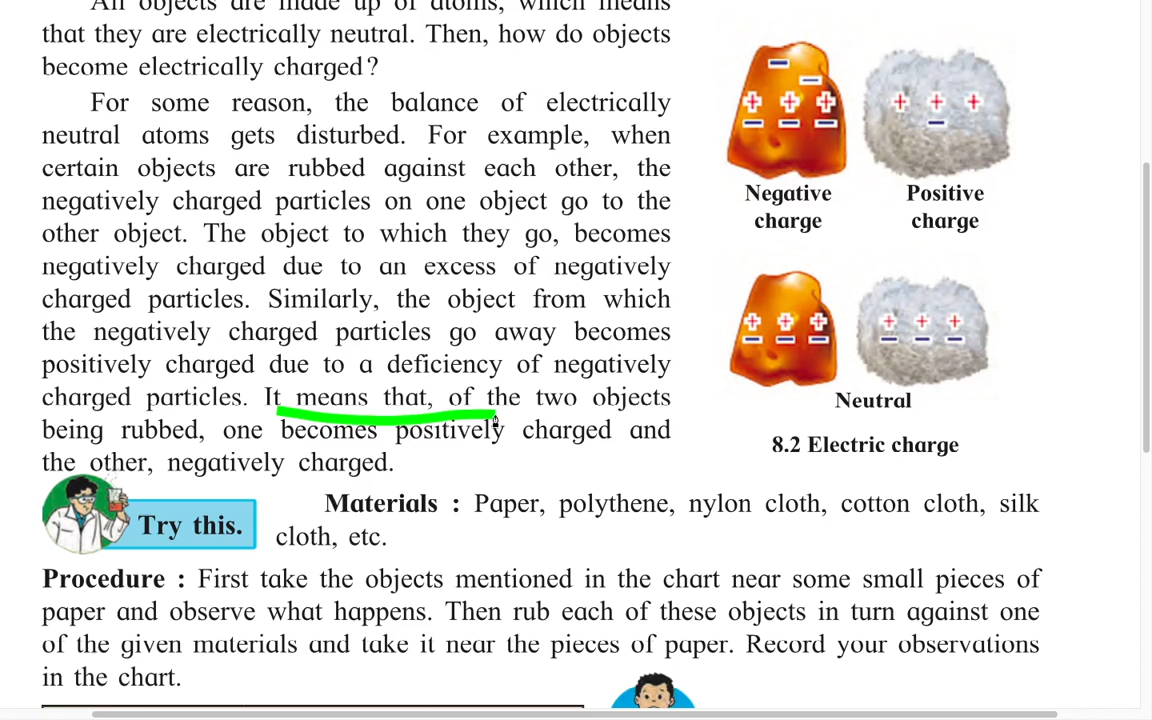 All objects are made up of atoms, which means
that they are electrically neutral. Then, how do objects
become electrically charged?
For some reason, the balance of electrically
neutral atoms gets disturbed. For example, when
certain objects are rubbed against each other, the
negatively charged particles on one object go to the
other object. The object to which they go, becomes
negatively charged due to an excess of negatively
charged particles. Similarly, the object from which
the negatively charged particles go away becomes
positively charged due to a deficiency of negatively
charged particles. It means that, of the two objects
being rubbed, one becomes positively charged and
the other, negatively charged.
Negative
charge
Positive
charge
Neutral
8.2 Electric charge
Try this.
Materials : Paper, polythene, nylon cloth, cotton cloth, silk
cloth, etc.
Procedure : First take the objects mentioned in the chart near some small pieces of
paper and observe what happens. Then rub each of these objects in turn against one
of the given materials and take it near the pieces of paper. Record your observations
in the chart.